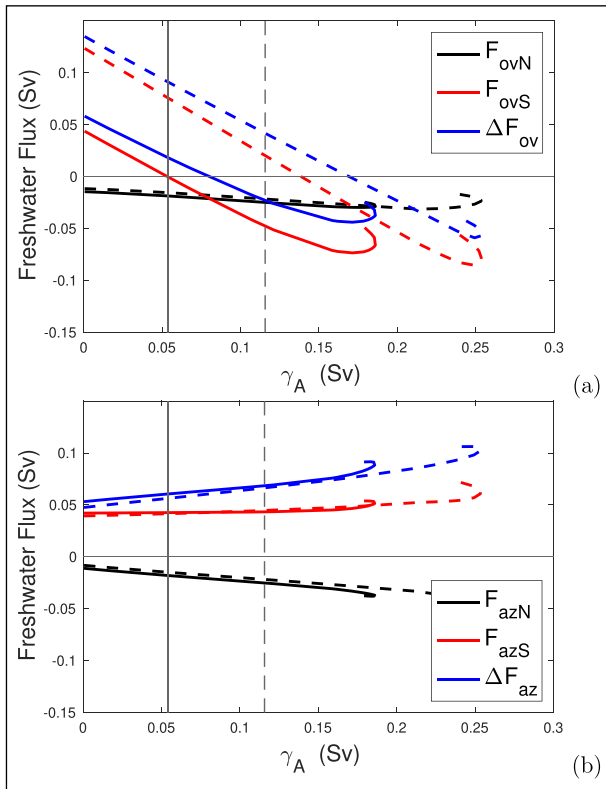 0.1
0.05
0
-0.05
-0.1
-0.15
Freshwater Flux (Sv)
F_ovN
F_ovS
ΔF_ov
0 0.05 0.1 0.15 0.2 0.25 0.3
γ_A (Sv)
(a)
0.1
0.05
0
-0.05
-0.1
-0.15
Freshwater Flux (Sv)
F_azN
F_azS
ΔF_az
0 0.05 0.1 0.15 0.2 0.25 0.3
γ_A (Sv)
(b)